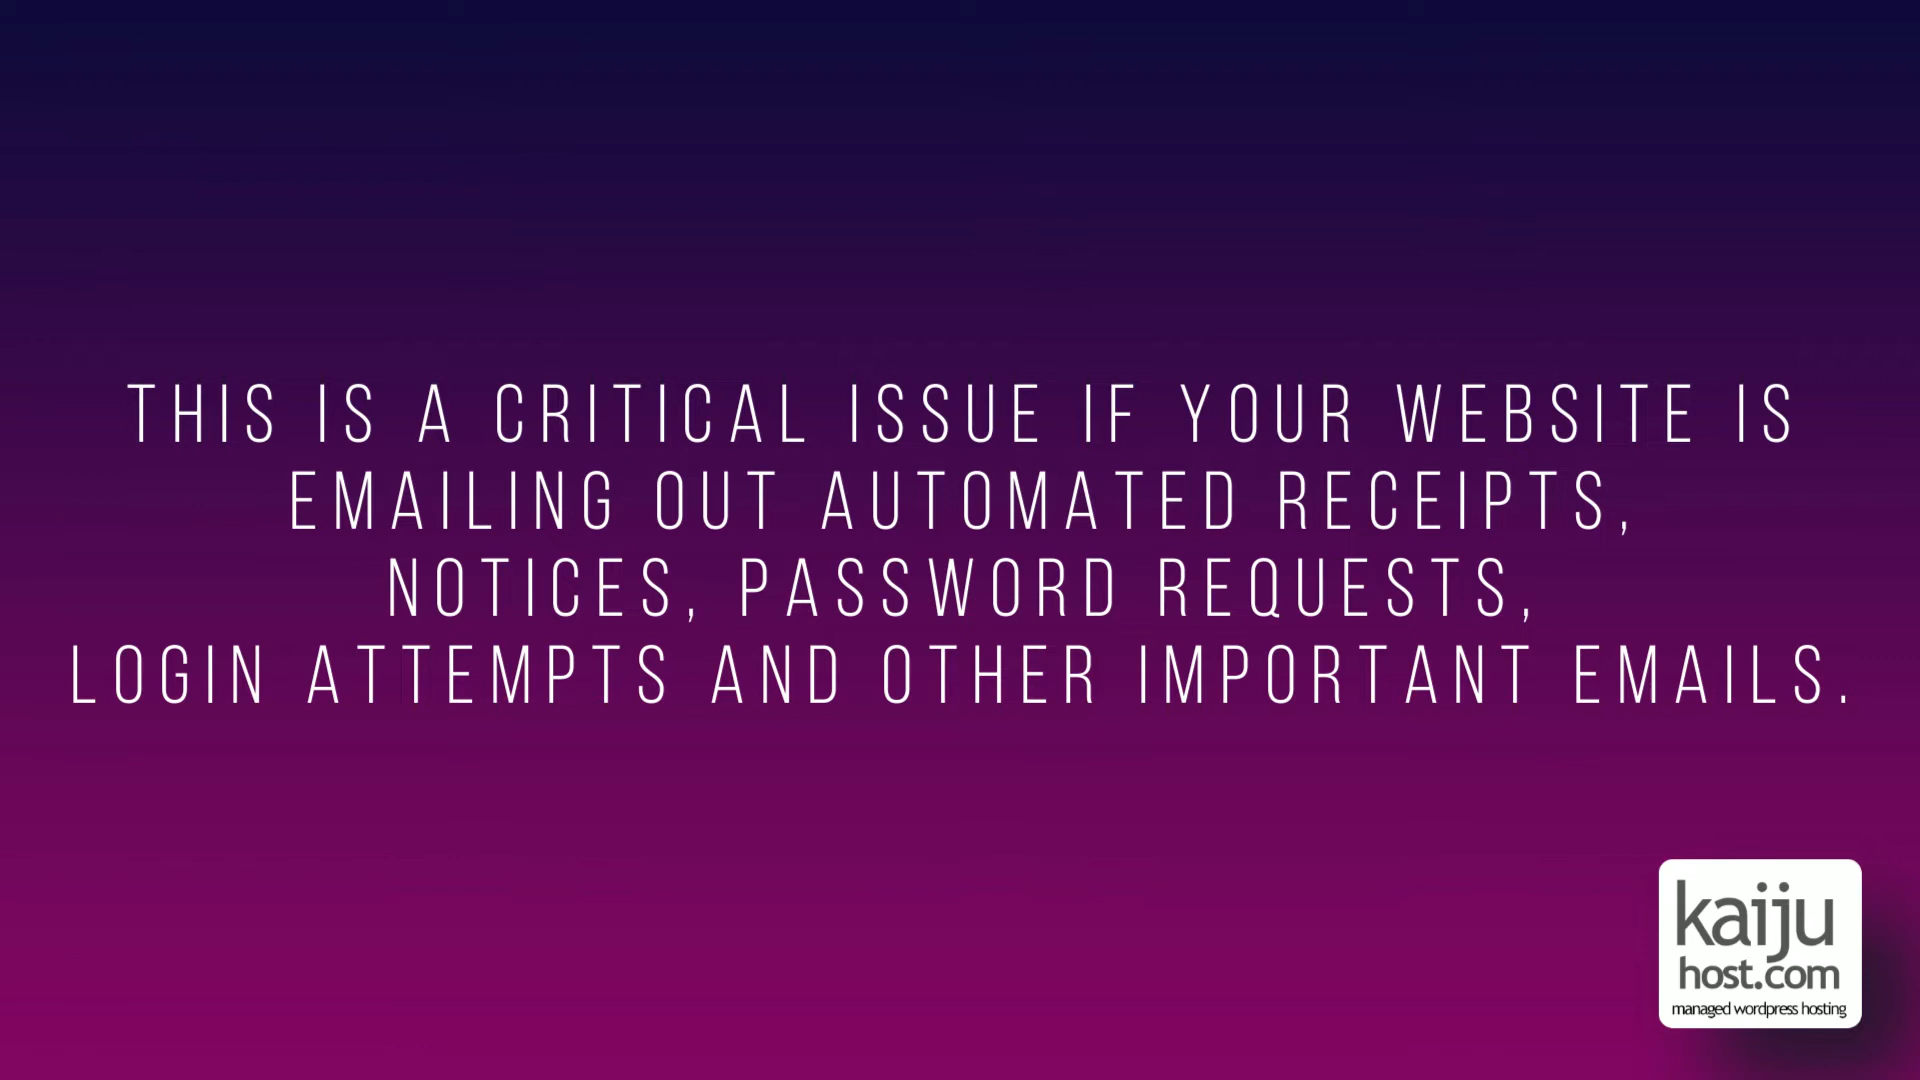 THIS IS A CRITICAL ISSUE IF YOUR WEBSITE IS
EMAILING OUT AUTOMATED RECEIPTS,
NOTICES, PASSWORD REQUESTS,
LOGIN ATTEMPTS AND OTHER IMPORTANT EMAILS.
kaiju
host.com
managed wordpress hosting